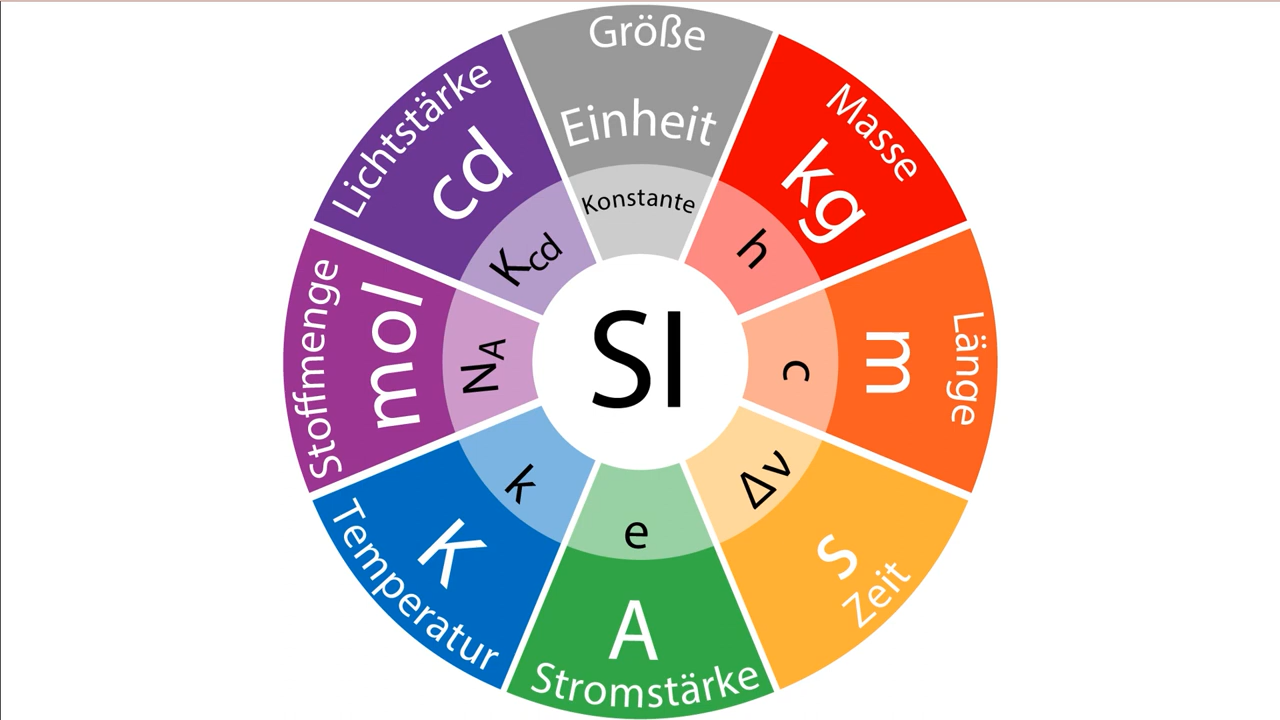 Größe
Einheit
Konstante
Masse
kg
h
Länge
m
c
Zeit
s
Δν
Stromstärke
A
e
Temperatur
K
k
Stoffmenge
mol
NA
Lichtstärke
cd
Kcd
SI